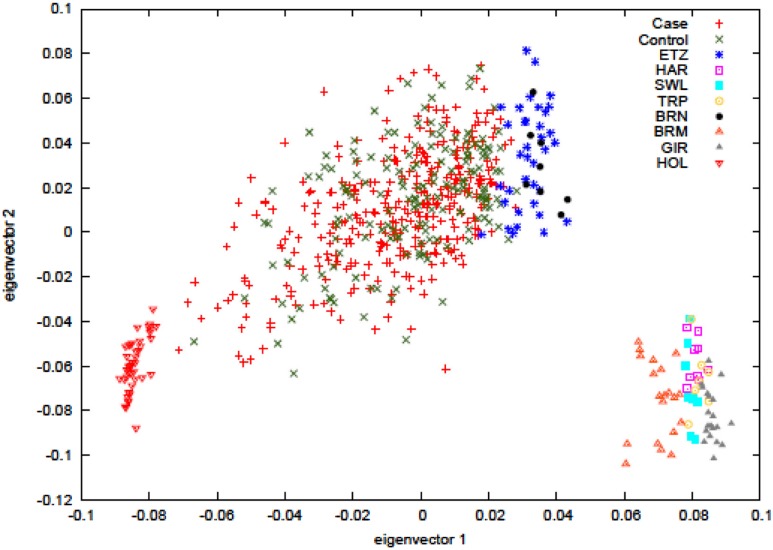 0.1
0.08
0.06
0.04
0.02
0
-0.02
-0.04
-0.06
-0.08
-0.1
-0.12
eigenvector 2
Case
Control
ETZ
HAR
SWL
TRP
BRN
BRM
GIR
HOL
-0.1 -0.08 -0.06 -0.04 -0.02 0 0.02 0.04 0.06 0.08 0.1
eigenvector 1